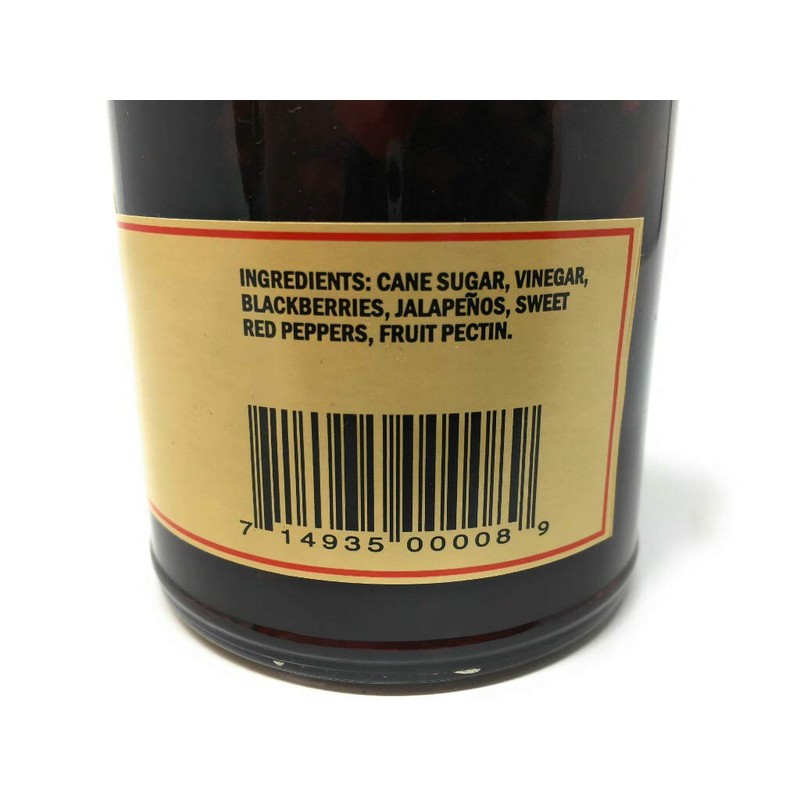 INGREDIENTS: CANE SUGAR, VINEGAR,
BLACKBERRIES, JALAPEÑOS, SWEET
RED PEPPERS, FRUIT PECTIN.
7 14935 00008 9